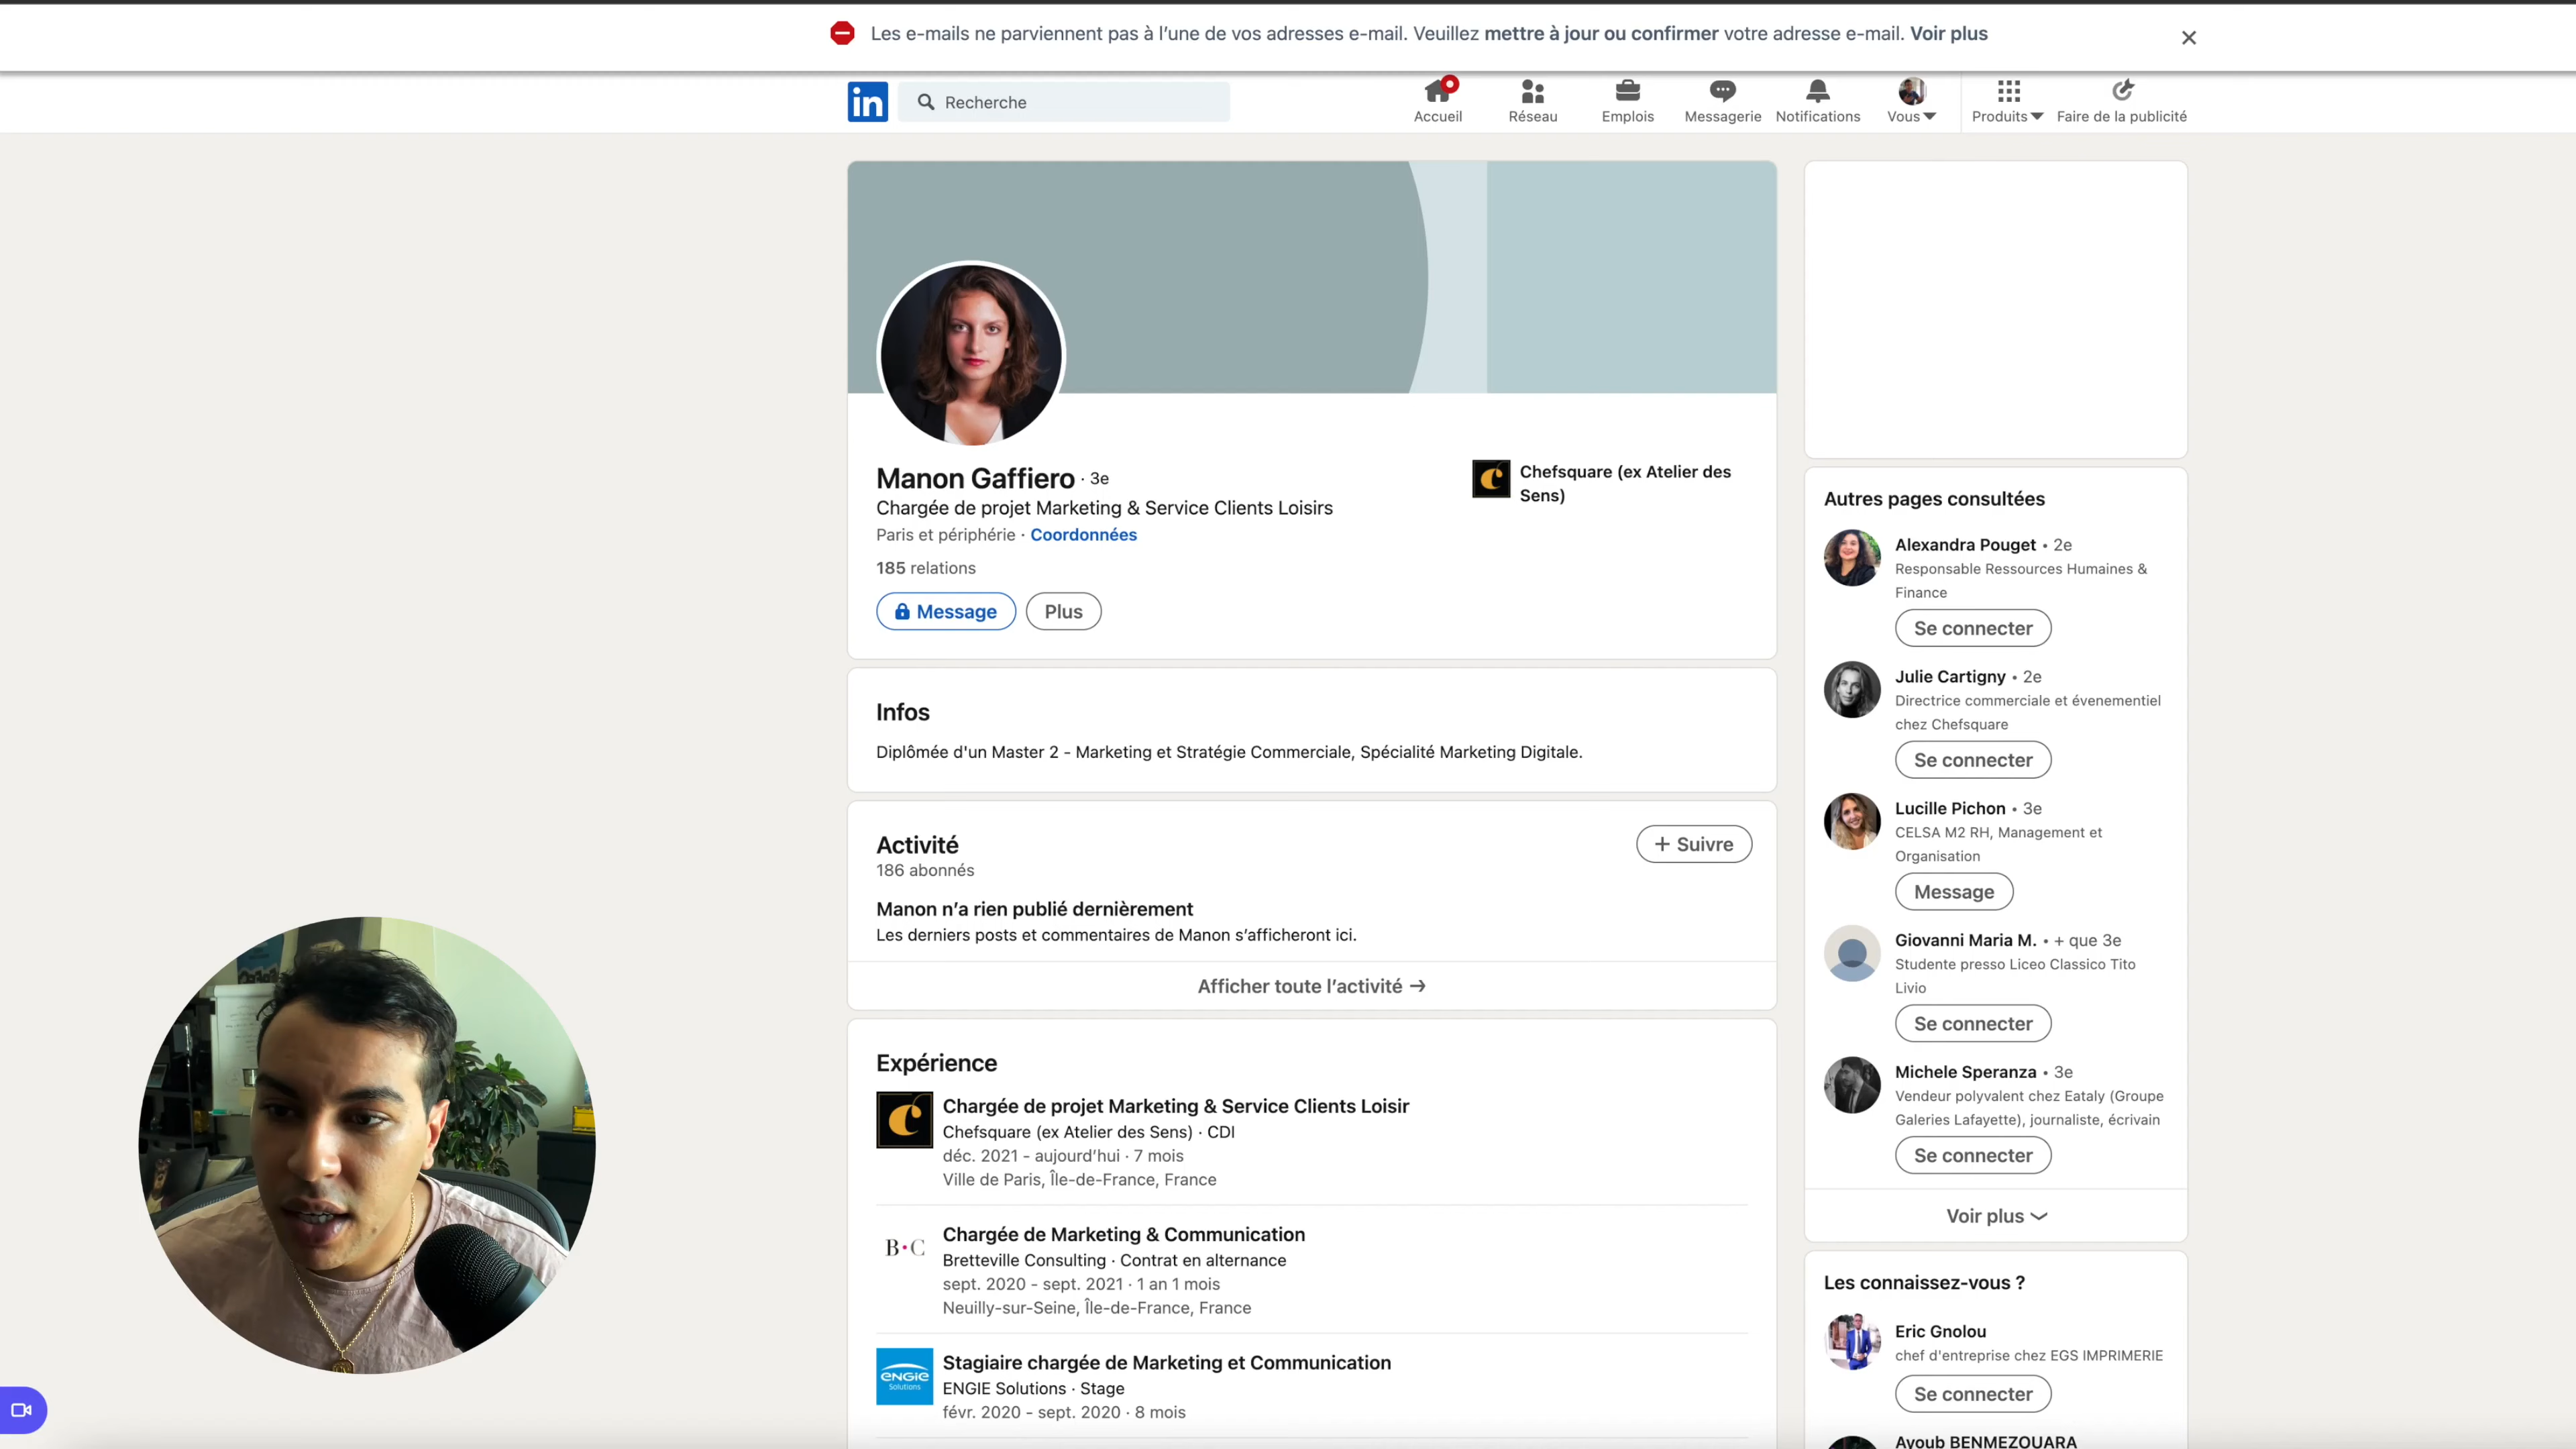 Les e-mails ne parviennent pas à l’une de vos adresses e-mail. Veuillez mettre à jour ou confirmer votre adresse e-mail. Voir plus
in
Recherche
Accueil
Réseau
Emplois
Messagerie
Notifications
Vous
Produits
Faire de la publicité
Manon Gaffiero · 3e
Chargée de projet Marketing & Service Clients Loisirs
Paris et périphérie · Coordonnées
185 relations
Message
Plus
Chefsquare (ex Atelier des
Sens)
Infos
Diplômée d'un Master 2 - Marketing et Stratégie Commerciale, Spécialité Marketing Digitale.
Activité
186 abonnés
+ Suivre
Manon n’a rien publié dernièrement
Les derniers posts et commentaires de Manon s’afficheront ici.
Afficher toute l’activité →
Expérience
Chargée de projet Marketing & Service Clients Loisir
Chefsquare (ex Atelier des Sens) · CDI
déc. 2021 - aujourd’hui · 7 mois
Ville de Paris, Île-de-France, France
B·C
Chargée de Marketing & Communication
Bretteville Consulting · Contrat en alternance
sept. 2020 - sept. 2021 · 1 an 1 mois
Neuilly-sur-Seine, Île-de-France, France
ENGIE
Solutions
Stagiaire chargée de Marketing et Communication
ENGIE Solutions · Stage
févr. 2020 - sept. 2020 · 8 mois
Autres pages consultées
Alexandra Pouget • 2e
Responsable Ressources Humaines &
Finance
Se connecter
Julie Cartigny • 2e
Directrice commerciale et évenementiel
chez Chefsquare
Se connecter
Lucille Pichon • 3e
CELSA M2 RH, Management et
Organisation
Message
Giovanni Maria M. • + que 3e
Studente presso Liceo Classico Tito
Livio
Se connecter
Michele Speranza • 3e
Vendeur polyvalent chez Eataly (Groupe
Galeries Lafayette), journaliste, écrivain
Se connecter
Voir plus
Les connaissez-vous ?
Eric Gnolou
chef d'entreprise chez EGS IMPRIMERIE
Se connecter
Ayoub BENMEZOUARA